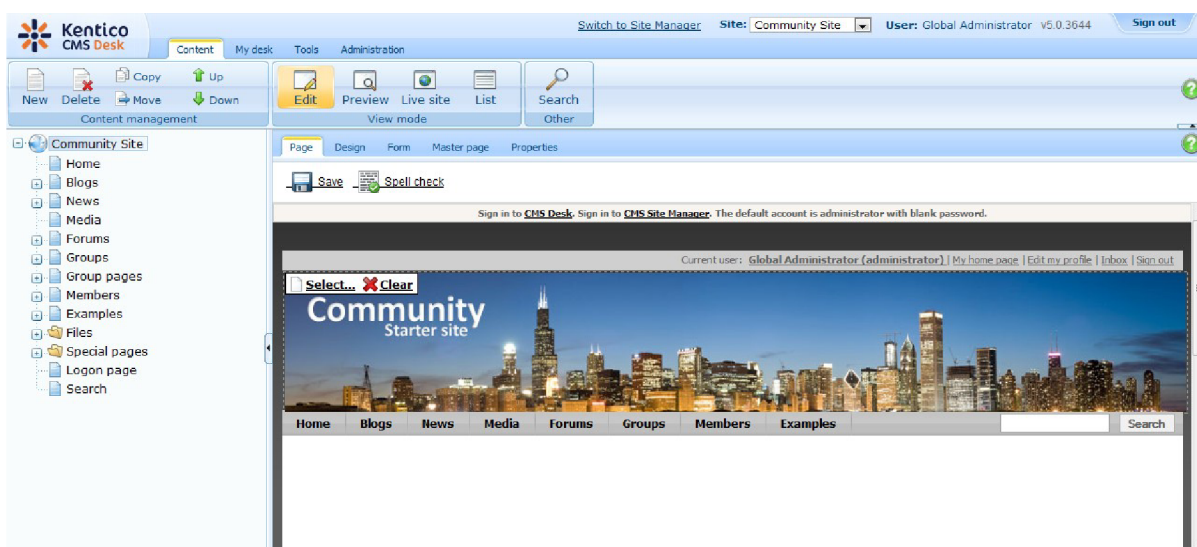 Kentico
CMS Desk
Switch to Site Manager Site: Community Site User: Global Administrator v5.0.3644 Sign out
Content My desk Tools Administration
New Delete Copy Move Up Down
Content management
Edit Preview Live site List
View mode
Search
Other
Community Site
Home
Blogs
News
Media
Forums
Groups
Group pages
Members
Examples
Files
Special pages
Logon page
Search
Page Design Form Master page Properties
Save Spell check
Sign in to CMS Desk. Sign in to CMS Site Manager. The default account is administrator with blank password.
Current user: Global Administrator (administrator) | My home page | Edit my profile | Inbox | Sign out
Select... Clear
Community
Starter site
Home Blogs News Media Forums Groups Members Examples Search